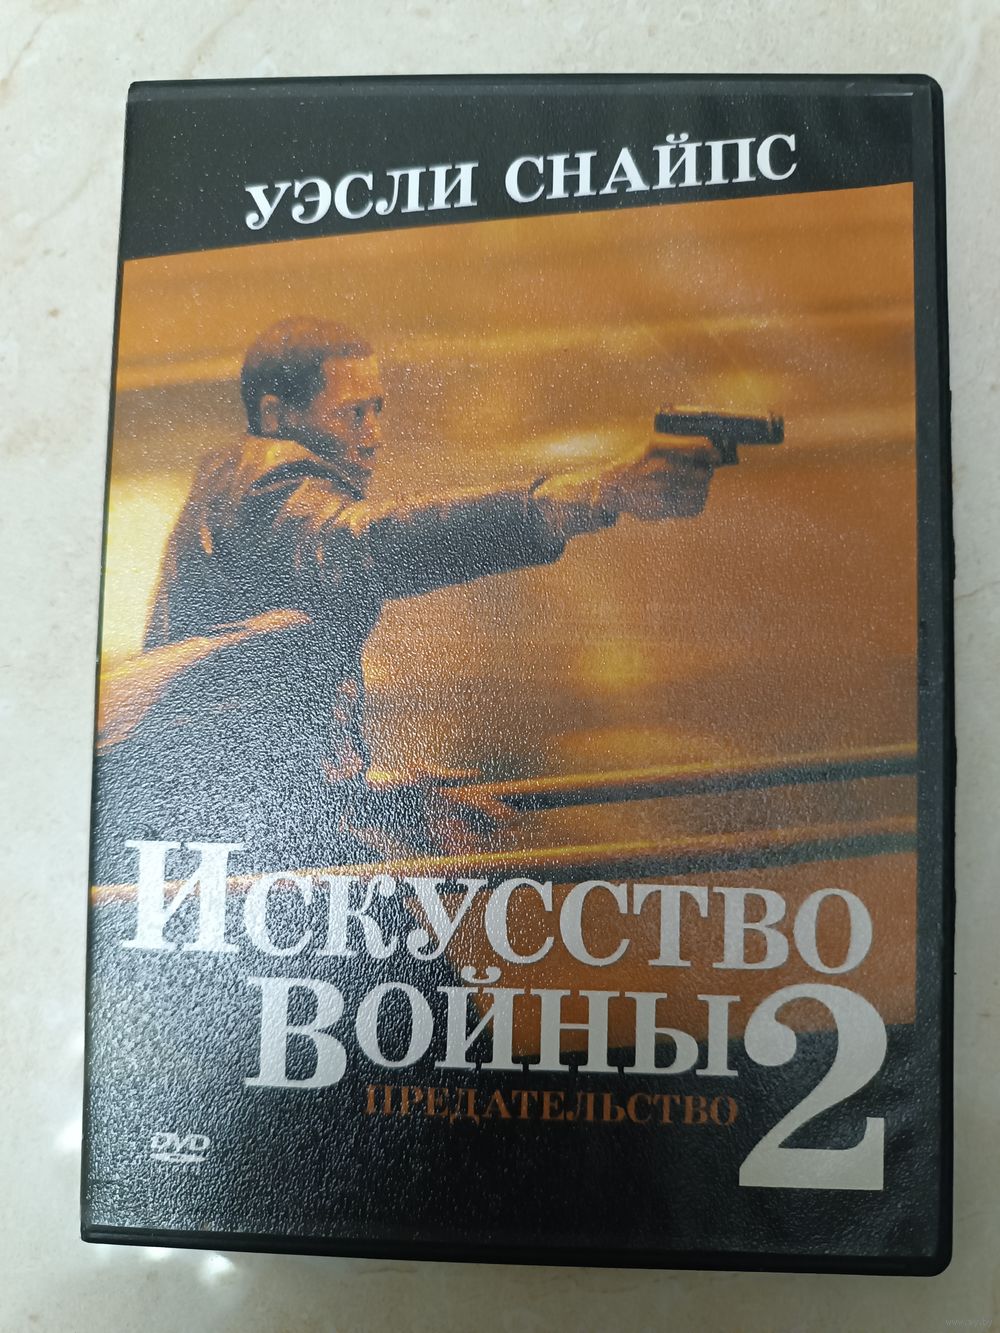 УЭСЛИ СНАЙПС
ИСКУССТВО
ВОЙНЫ 2
ПРЕДАТЕЛЬСТВО
DVD